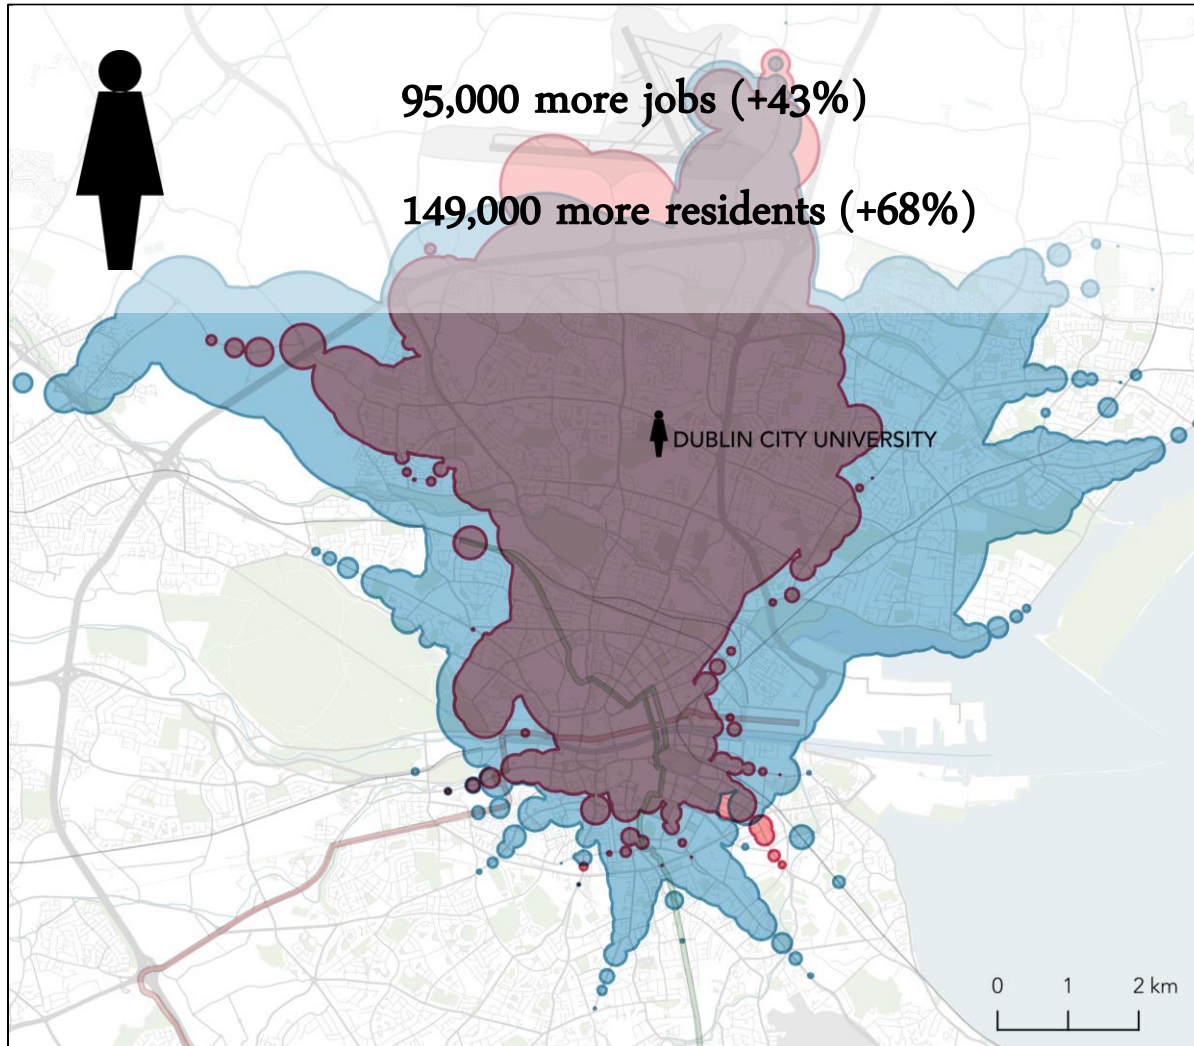 95,000 more jobs (+43%)
149,000 more residents (+68%)
DUBLIN CITY UNIVERSITY
0 1 2 km